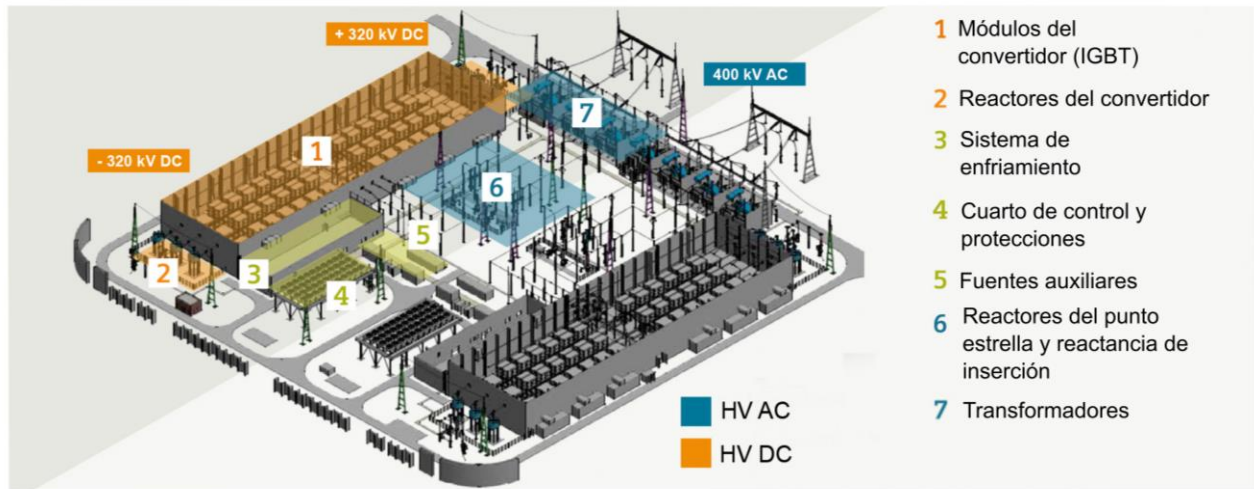 + 320 kV DC
400 kV AC
- 320 kV DC
1
2
3
4
5
6
7
HV AC
HV DC
1 Módulos del
convertidor (IGBT)
2 Reactores del convertidor
3 Sistema de
enfriamiento
4 Cuarto de control y
protecciones
5 Fuentes auxiliares
6 Reactores del punto
estrella y reactancia de
inserción
7 Transformadores